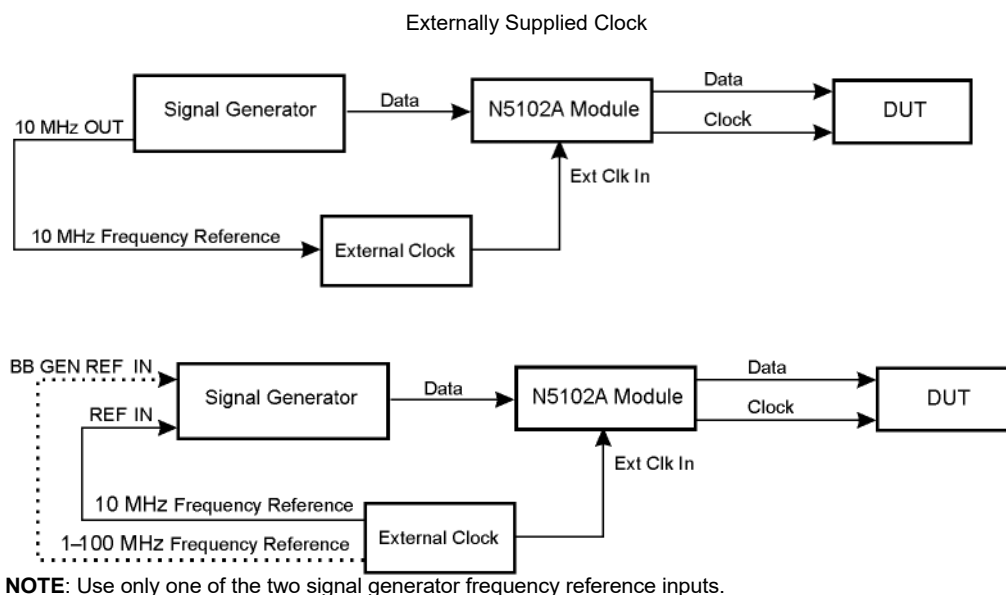 Externally Supplied Clock
Signal Generator
Data
N5102A Module
Data
Clock
DUT
10 MHz OUT
Ext Clk In
10 MHz Frequency Reference
External Clock
BB GEN REF IN
REF IN
Signal Generator
Data
N5102A Module
Data
Clock
DUT
Ext Clk In
10 MHz Frequency Reference
1–100 MHz Frequency Reference
External Clock
NOTE: Use only one of the two signal generator frequency reference inputs.